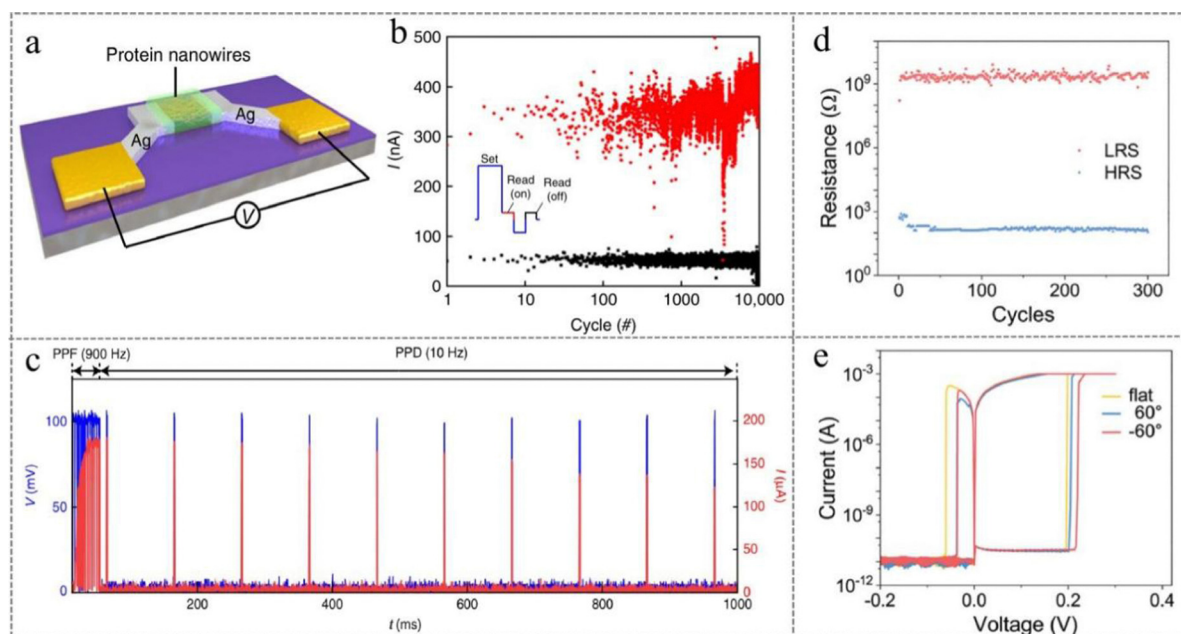 a
Protein nanowires
Ag
Ag
V
b
500
400
300
200
100
0
I (nA)
Set
Read
(on)
Read
(off)
1
10
100
1000
10,000
Cycle (#)
d
10⁹
10⁹
10⁶
10³
10⁰
Resistance (Ω)
LRS
HRS
0
100
200
300
Cycles
c
PPF (900 Hz)
PPD (10 Hz)
100
50
0
V (mV)
200
150
100
50
0
I (μA)
200
400
600
800
1000
t (ms)
e
10⁻³
10⁻⁶
10⁻⁹
10⁻¹²
Current (A)
flat
60°
-60°
-0.2
0.0
0.2
0.4
Voltage (V)